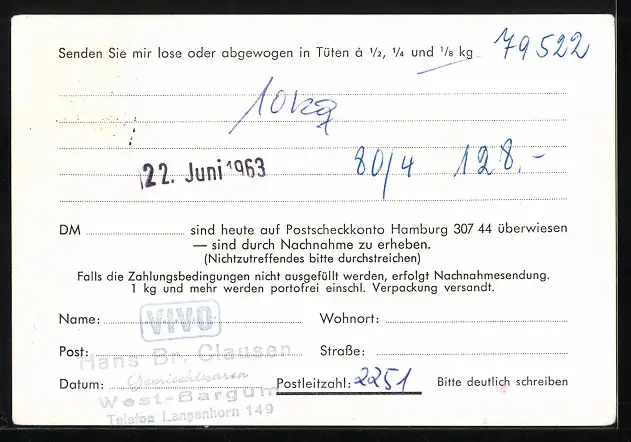 Senden Sie mir lose oder abgewogen in Tüten à 1/2, 1/4 und 1/8 kg 79522
10 kg
22. Juni 1963 80/4 128.-
DM sind heute auf Postscheckkonto Hamburg 307 44 überwiesen
— sind durch Nachnahme zu erheben.
(Nichtzutreffendes bitte durchstreichen)
Falls die Zahlungsbedingungen nicht ausgefüllt werden, erfolgt Nachnahmesendung.
1 kg und mehr werden portofrei einschl. Verpackung versandt.
Name: VIVO Wohnort:
Post: Straße:
Hans Br. Clausen
Gemischtwaren
Datum: Postleitzahl: 2251 Bitte deutlich schreiben
West-Bargum
Telefon Langenhorn 149